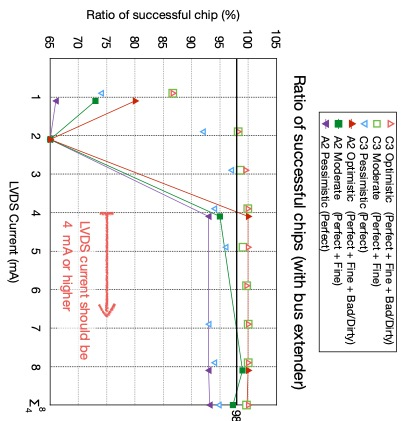 Ratio of successful chips (with bus extender)
C3 Optimistic (Perfect + Fine + Bad/Dirty)
C3 Moderate (Perfect + Fine)
C3 Pessimistic (Perfect)
A2 Optimistic (Perfect + Fine + Bad/Dirty)
A2 Moderate (Perfect + Fine)
A2 Pessimistic (Perfect)
Ratio of successful chip (%)
105
100
98
95
90
85
80
75
70
65
1
2
3
4
5
6
7
8
Σ 8 4
LVDS Current (mA)
LVDS current should be
4 mA or higher